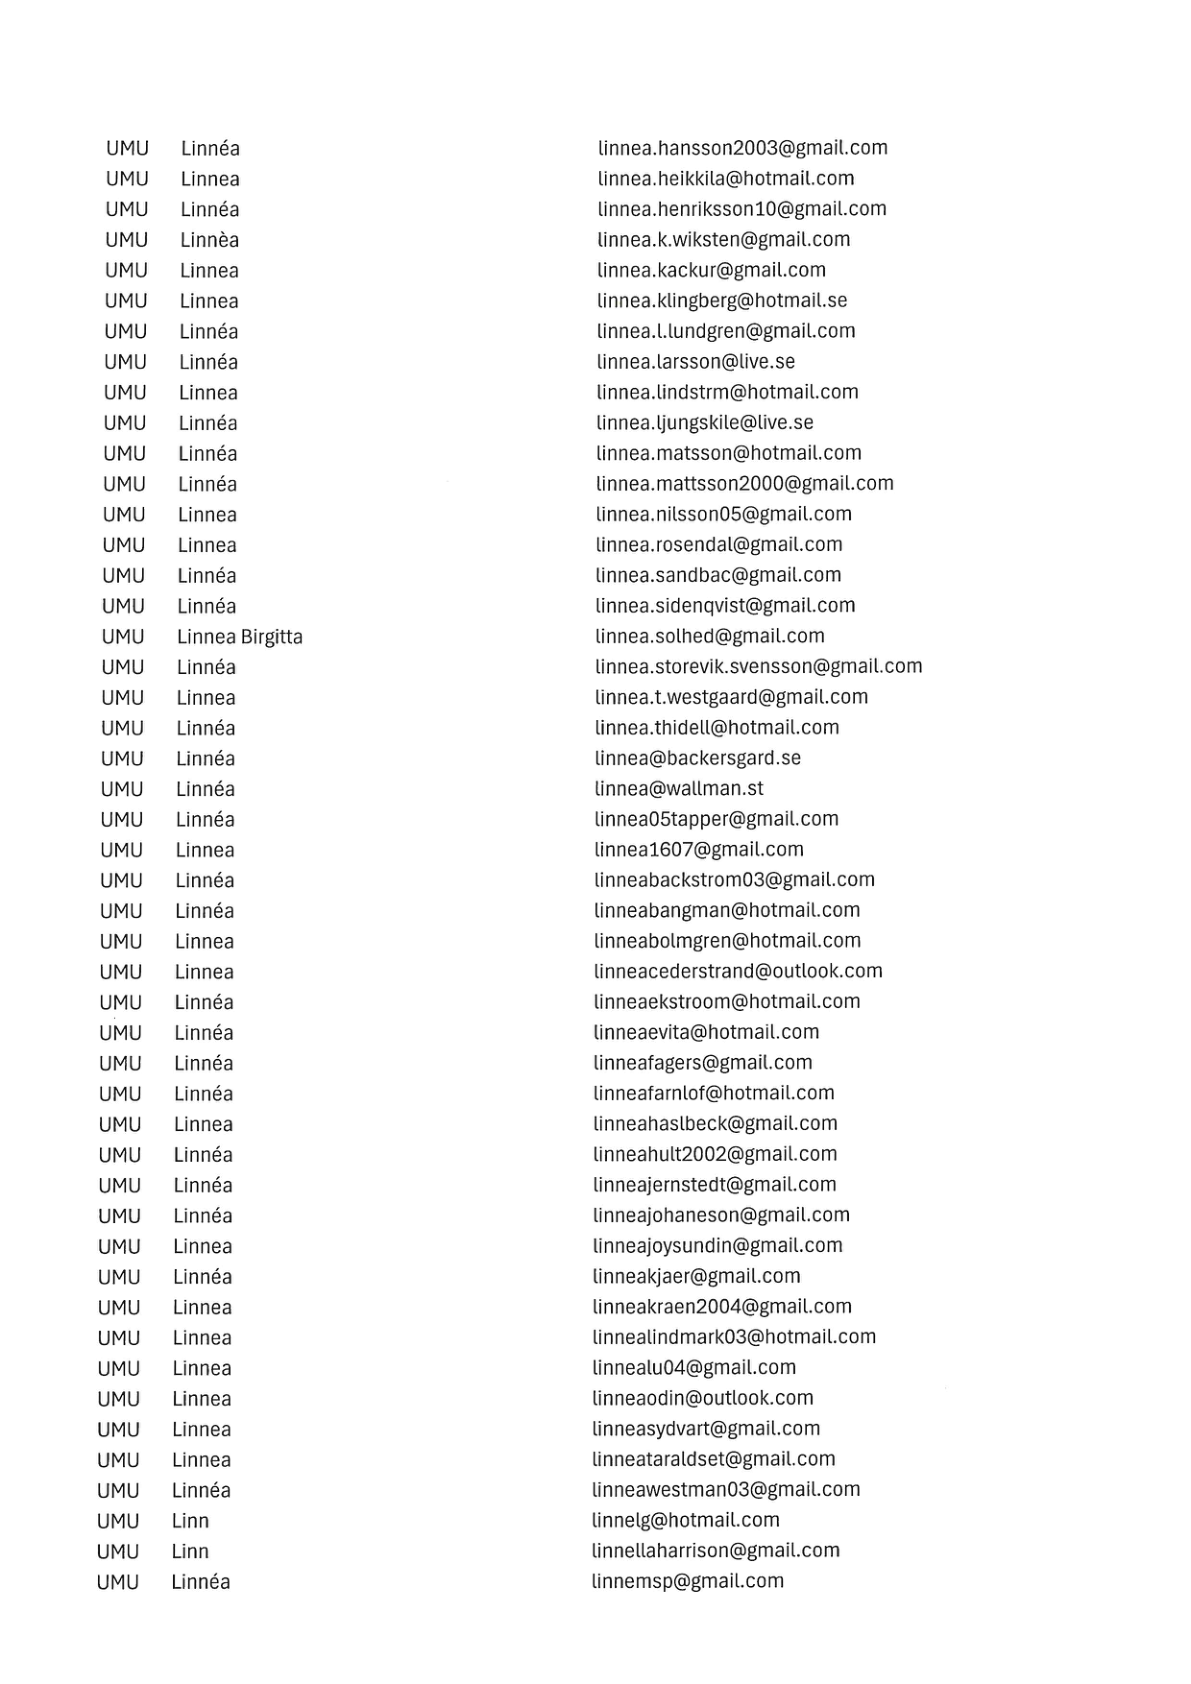 UMU Linnéa linnea.hansson2003@gmail.com
UMU Linnea linnea.heikkila@hotmail.com
UMU Linnéa linnea.henriksson10@gmail.com
UMU Linnèa linnea.k.wiksten@gmail.com
UMU Linnea linnea.kackur@gmail.com
UMU Linnea linnea.klingberg@hotmail.se
UMU Linnéa linnea.l.lundgren@gmail.com
UMU Linnéa linnea.larsson@live.se
UMU Linnea linnea.lindstrm@hotmail.com
UMU Linnéa linnea.ljungskile@live.se
UMU Linnéa linnea.matsson@hotmail.com
UMU Linnéa linnea.mattsson2000@gmail.com
UMU Linnea linnea.nilsson05@gmail.com
UMU Linnea linnea.rosendal@gmail.com
UMU Linnéa linnea.sandbac@gmail.com
UMU Linnéa linnea.sidenqvist@gmail.com
UMU Linnea Birgitta linnea.solhed@gmail.com
UMU Linnéa linnea.storevik.svensson@gmail.com
UMU Linnea linnea.t.westgaard@gmail.com
UMU Linnéa linnea.thidell@hotmail.com
UMU Linnéa linnea@backersgard.se
UMU Linnéa linnea@wallman.st
UMU Linnéa linnea05tapper@gmail.com
UMU Linnea linnea1607@gmail.com
UMU Linnéa linneabackstrom03@gmail.com
UMU Linnéa linneabangman@hotmail.com
UMU Linnea linneabolmgren@hotmail.com
UMU Linnea linneacederstrand@outlook.com
UMU Linnéa linneaekstroom@hotmail.com
UMU Linnéa linneaevita@hotmail.com
UMU Linnéa linneafagers@gmail.com
UMU Linnéa linneafarnlof@hotmail.com
UMU Linnea linneahaslbeck@gmail.com
UMU Linnéa linneahult2002@gmail.com
UMU Linnéa linneajernstedt@gmail.com
UMU Linnéa linneajohaneson@gmail.com
UMU Linnea linneajoysundin@gmail.com
UMU Linnéa linneakjaer@gmail.com
UMU Linnea linneakraen2004@gmail.com
UMU Linnea linnealindmark03@hotmail.com
UMU Linnea linnealu04@gmail.com
UMU Linnea linneaodin@outlook.com
UMU Linnea linneasydvart@gmail.com
UMU Linnea linneataraldset@gmail.com
UMU Linnéa linneawestman03@gmail.com
UMU Linn linnelg@hotmail.com
UMU Linn linnellaharrison@gmail.com
UMU Linnéa linnemsp@gmail.com